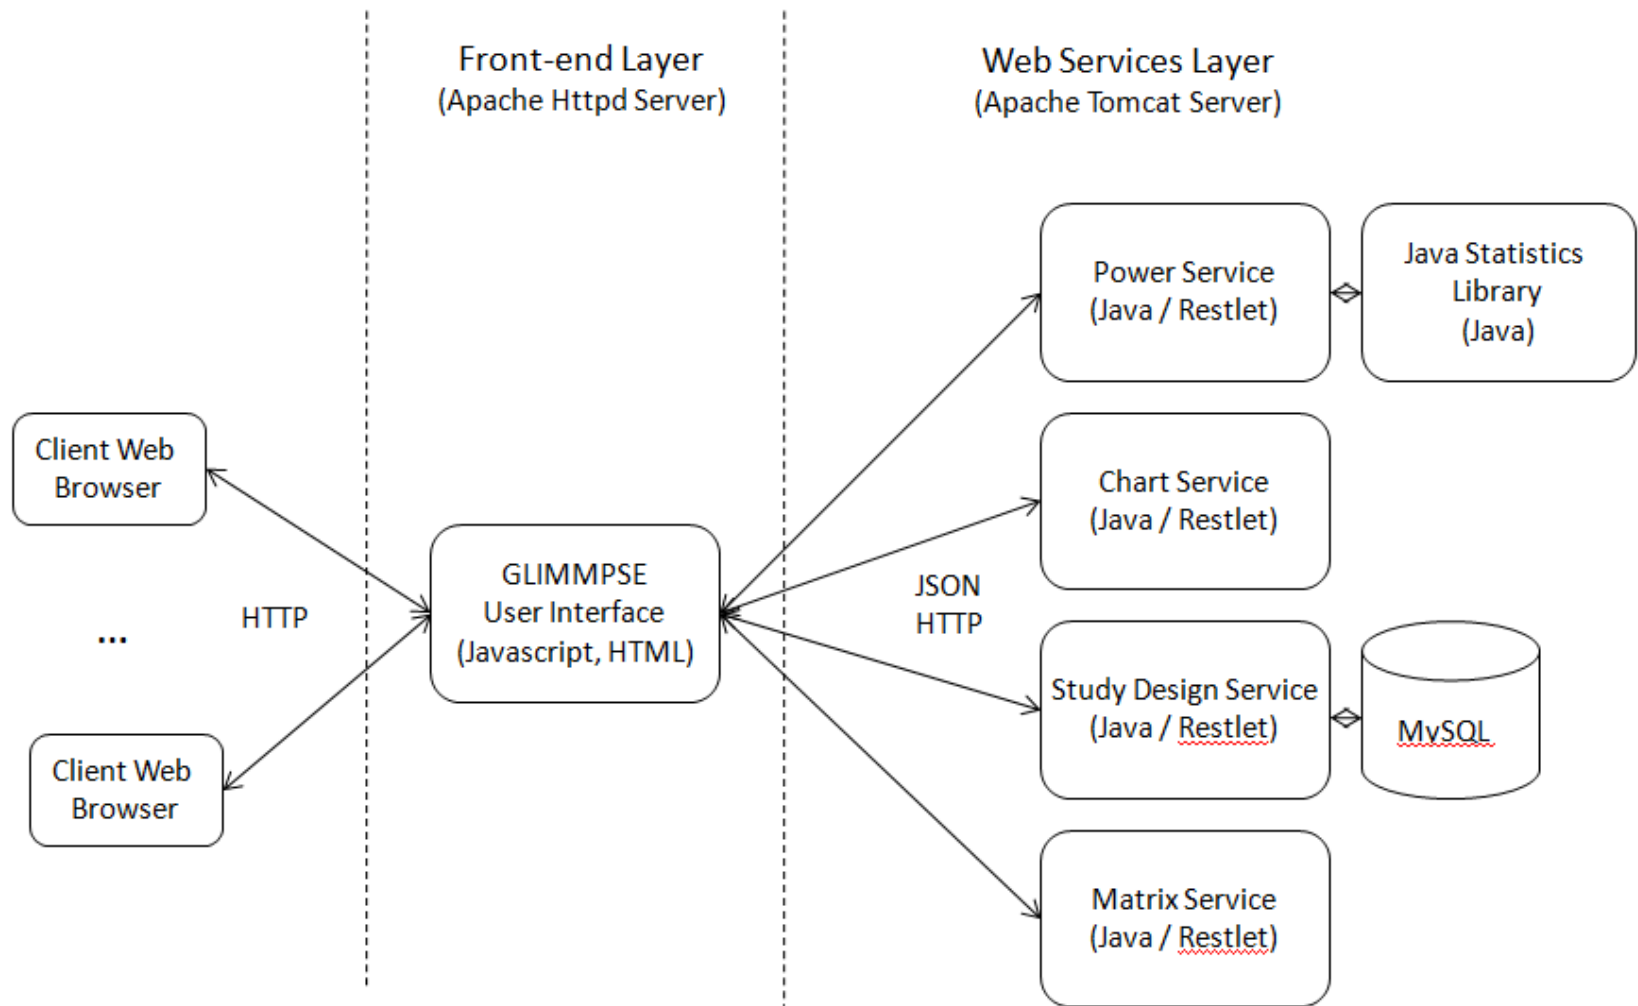 Front-end Layer
(Apache Httpd Server)
Web Services Layer
(Apache Tomcat Server)
Power Service
(Java / Restlet)
Java Statistics
Library
(Java)
Client Web
Browser
Chart Service
(Java / Restlet)
GLIMMPSE
User Interface
(Javascript, HTML)
HTTP
...
JSON
HTTP
Study Design Service
(Java / Restlet)
MySQL
Client Web
Browser
Matrix Service
(Java / Restlet)